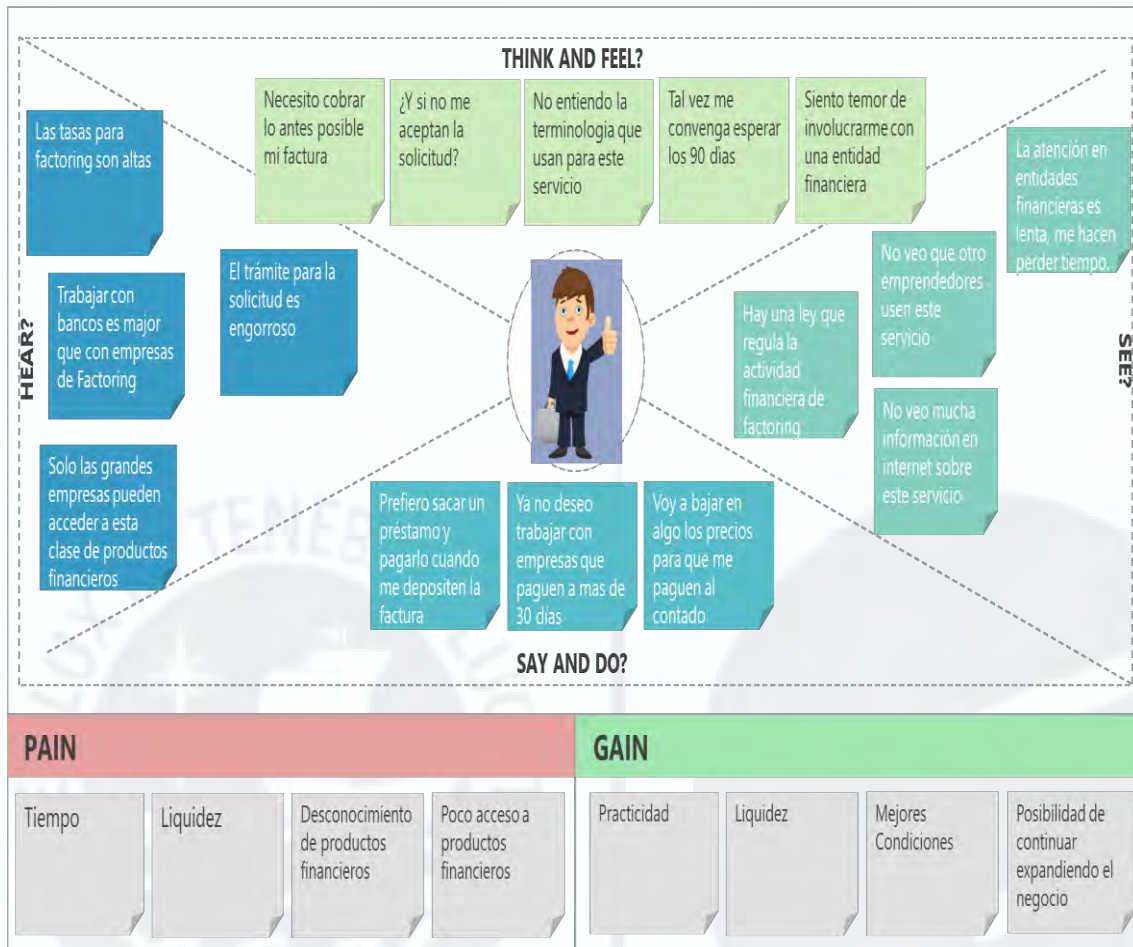 THINK AND FEEL?
Necesito cobrar
lo antes posible
mi factura
¿Y si no me
aceptan la
solicitud?
No entiendo la
terminologia que
usan para este
servicio
Tal vez me
convenga esperar
los 90 dìas
Siento temor de
involucrarme con
una entidad
financiera
HEAR?
Las tasas para
factoring son altas
El trámite para la
solicitud es
engorroso
Trabajar con
bancos es major
que con empresas
de Factoring
Solo las grandes
empresas pueden
acceder a esta
clase de productos
financieros
SEE?
La atención en
entidades
financieras es
lenta, me hacen
perder tiempo.
No veo que otro
emprendedores
usen este
servicio
Hay una ley que
regula la
actividad
financiera de
factoring
No veo mucha
información en
internet sobre
este servicio
Prefiero sacar un
préstamo y
pagarlo cuando
me depositen la
factura
Ya no deseo
trabajar con
empresas que
paguen a mas de
30 días
Voy a bajar en
algo los precios
para que me
paguen al
contado
SAY AND DO?
PAIN
Tiempo
Liquidez
Desconocimiento
de productos
financieros
Poco acceso a
productos
financieros
GAIN
Practicidad
Liquidez
Mejores
Condiciones
Posibilidad de
continuar
expandiendo el
negocio